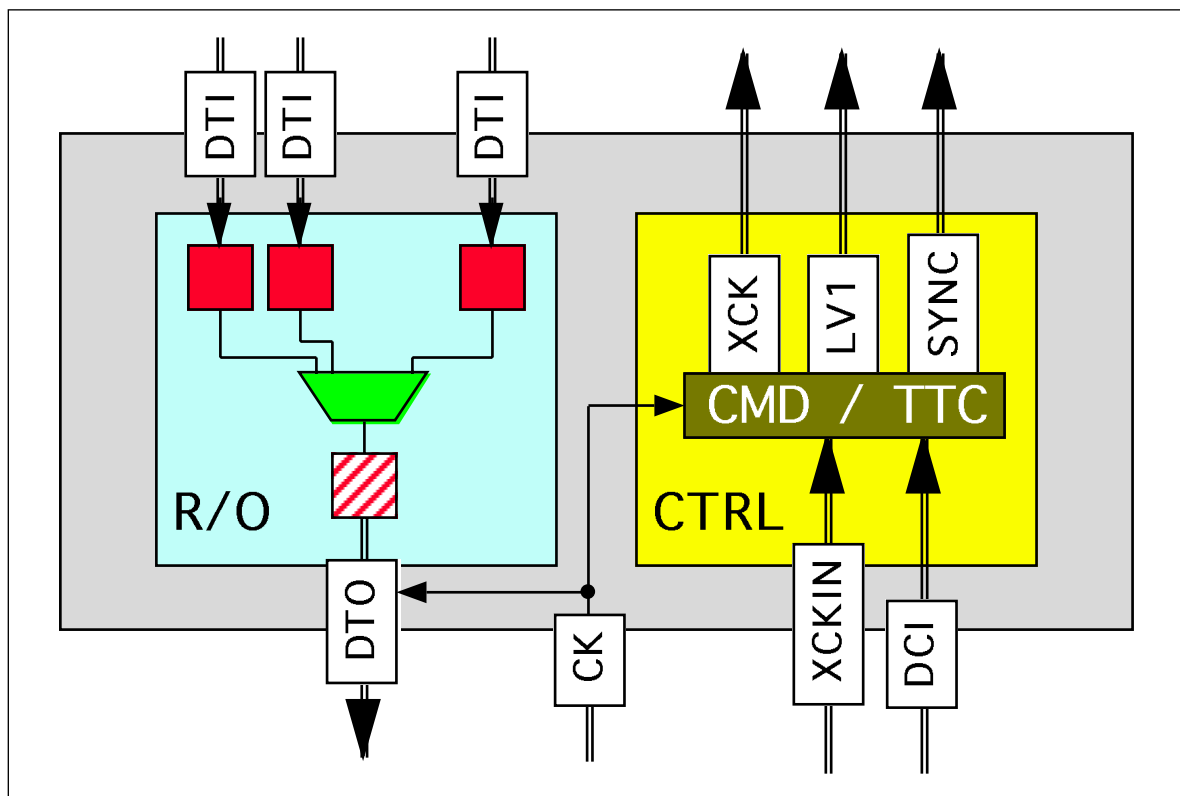 DTI
DTI
DTI
XCK
LV1
SYNC
CMD / TTC
R/O
CTRL
DTO
CK
XCKIN
DCI